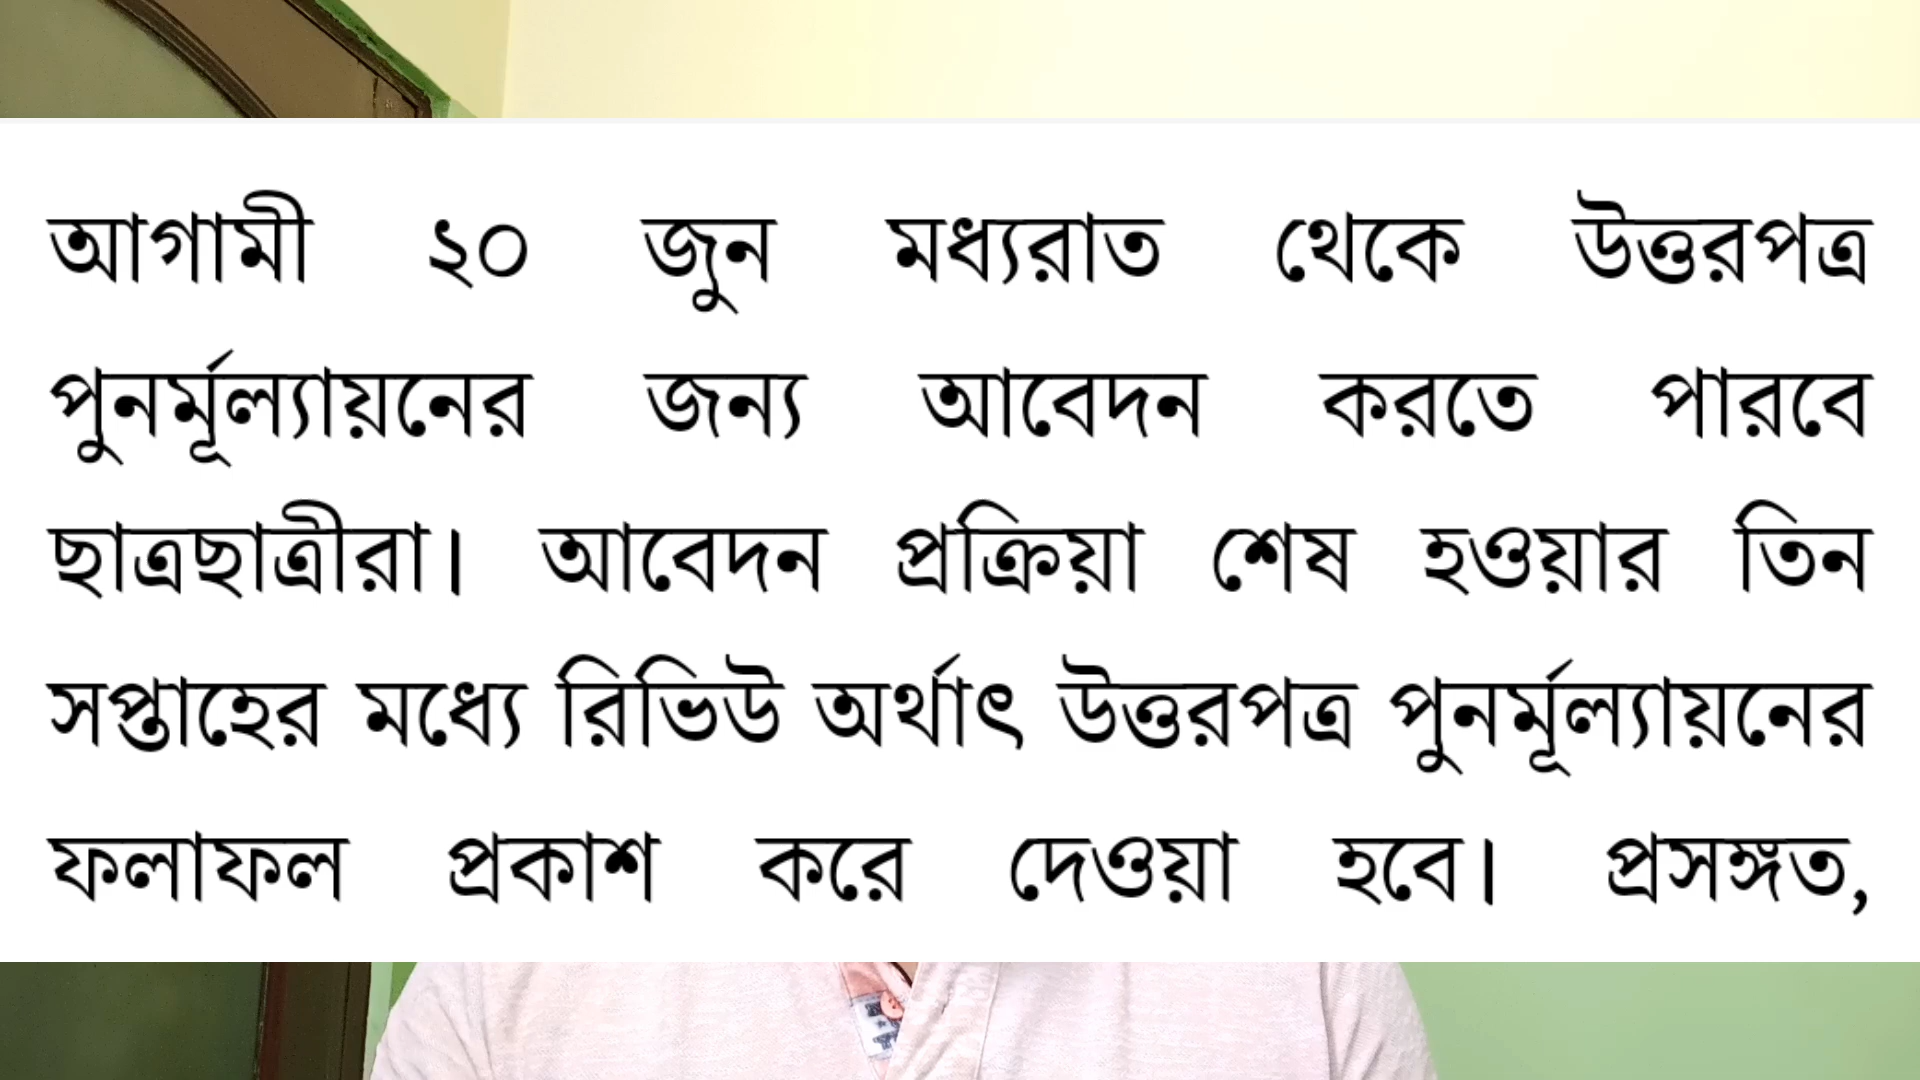 আগামী ২০ জুন মধ্যরাত থেকে উত্তরপত্র
পুনর্মূল্যায়নের জন্য আবেদন করতে পারবে
ছাত্রছাত্রীরা। আবেদন প্রক্রিয়া শেষ হওয়ার তিন
সপ্তাহের মধ্যে রিভিউ অর্থাৎ উত্তরপত্র পুনর্মূল্যায়নের
ফলাফল প্রকাশ করে দেওয়া হবে। প্রসঙ্গত,